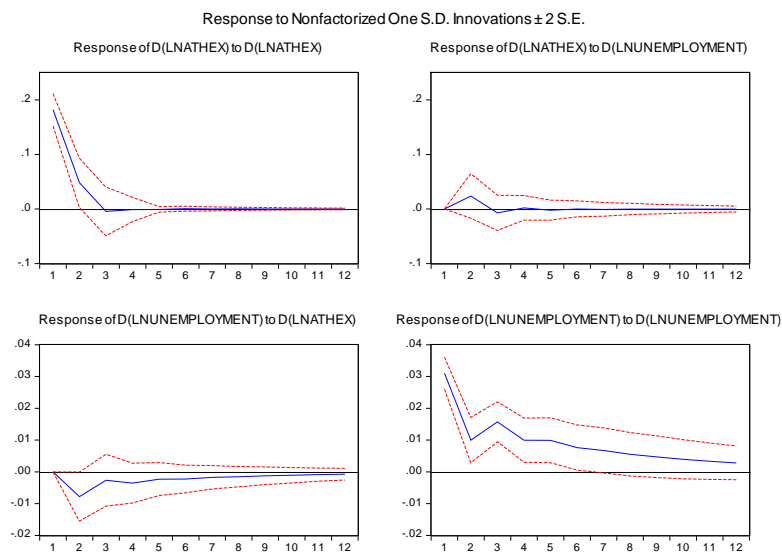 Response to Nonfactorized One S.D. Innovations ± 2 S.E.
Response of D(LNATHEX) to D(LNATHEX)
.2
.1
.0
-.1
1 2 3 4 5 6 7 8 9 10 11 12
Response of D(LNATHEX) to D(LNUNEMPLOYMENT)
.2
.1
.0
-.1
1 2 3 4 5 6 7 8 9 10 11 12
Response of D(LNUNEMPLOYMENT) to D(LNATHEX)
.04
.03
.02
.01
.00
-.01
-.02
1 2 3 4 5 6 7 8 9 10 11 12
Response of D(LNUNEMPLOYMENT) to D(LNUNEMPLOYMENT)
.04
.03
.02
.01
.00
-.01
-.02
1 2 3 4 5 6 7 8 9 10 11 12